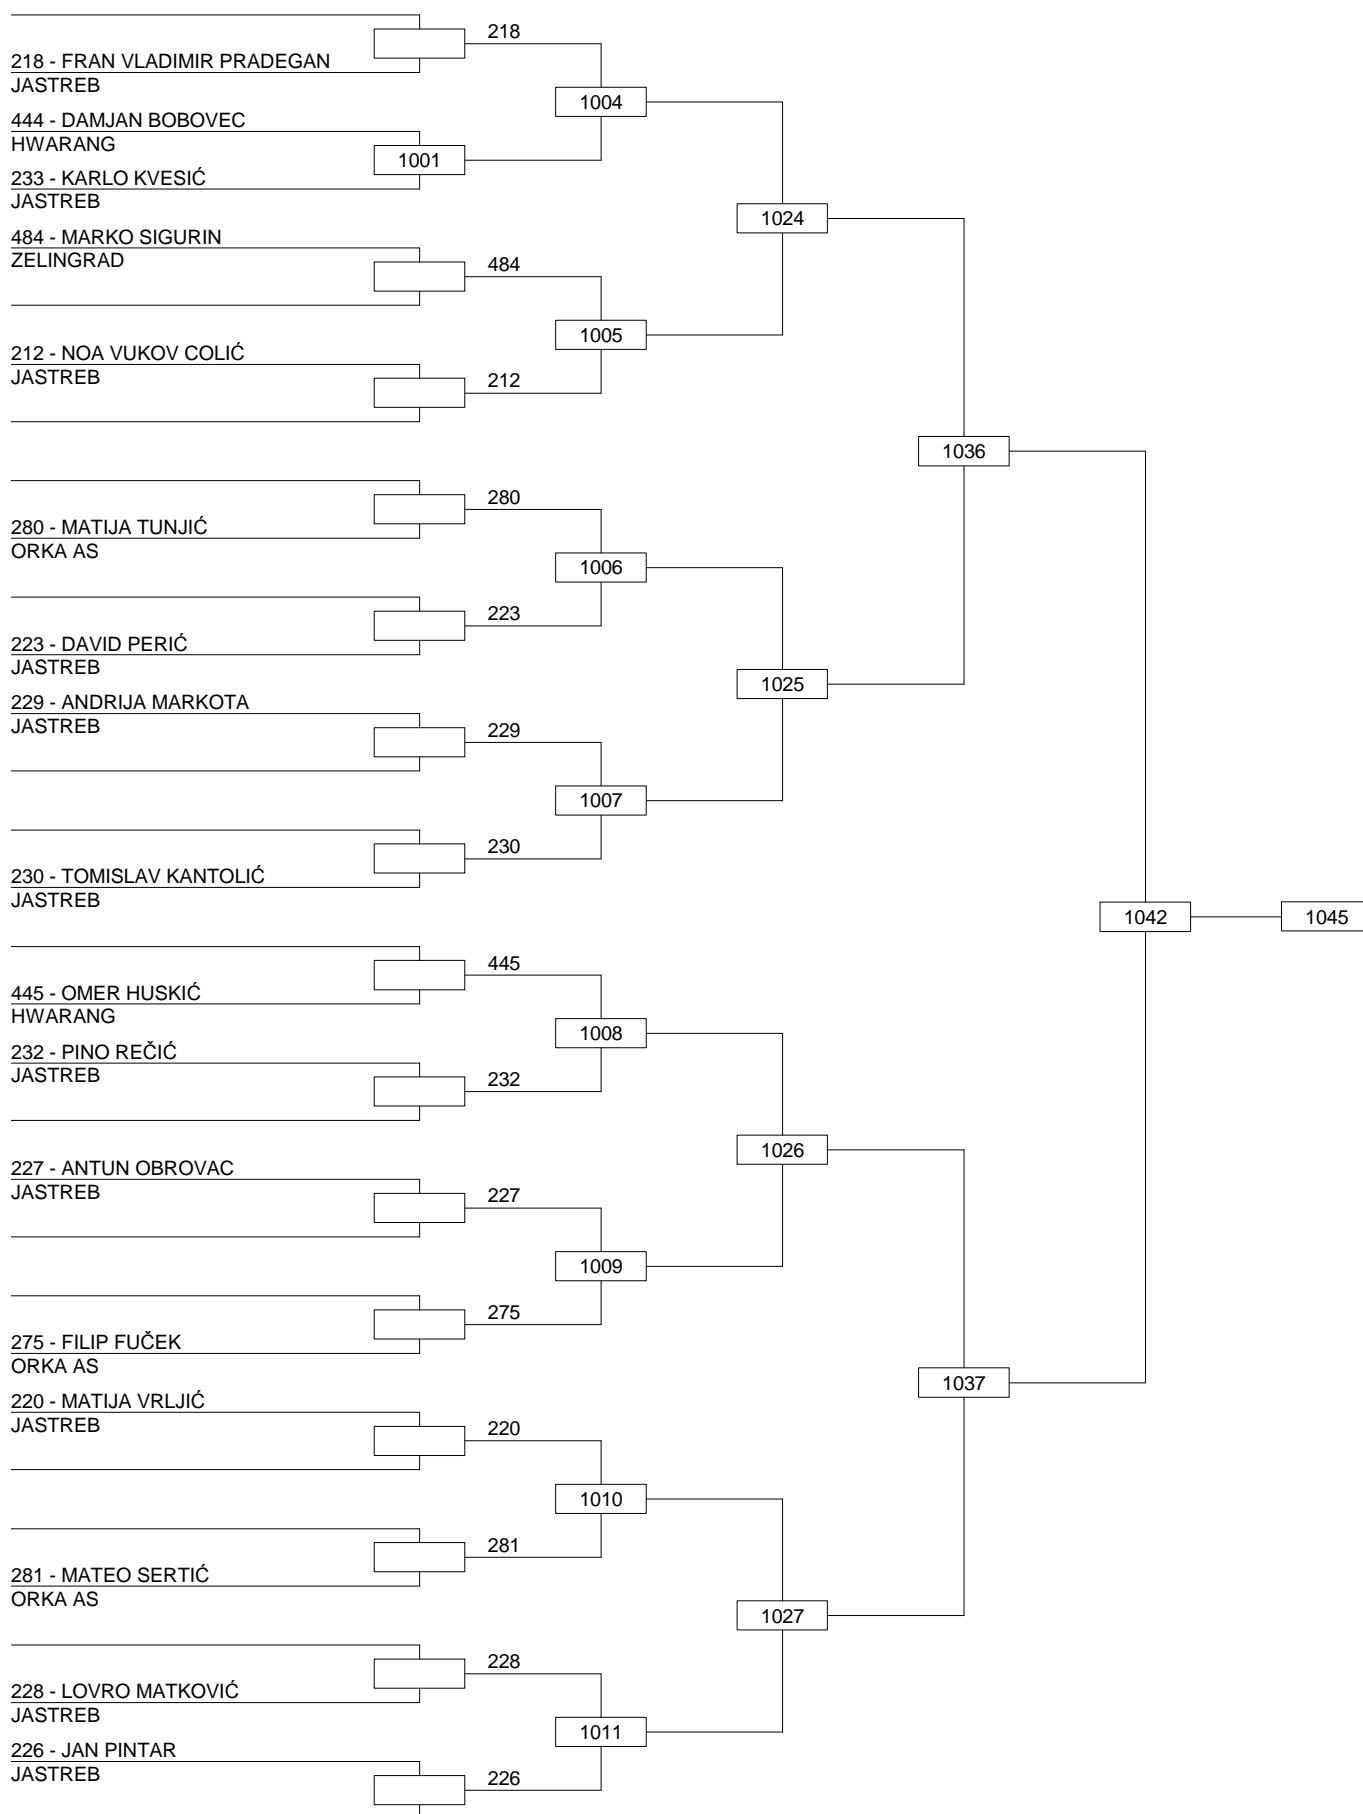 218
218 - FRAN VLADIMIR PRADEGAN
JASTREB
1004
444 - DAMJAN BOBOVEC
HWARANG
1001
233 - KARLO KVESIĆ
JASTREB
1024
484 - MARKO SIGURIN
ZELINGRAD
484
1005
212 - NOA VUKOV COLIĆ
JASTREB
212
1036
280
280 - MATIJA TUNJIĆ
ORKA AS
1006
223
223 - DAVID PERIĆ
JASTREB
1025
229 - ANDRIJA MARKOTA
JASTREB
229
1007
230
230 - TOMISLAV KANTOLIĆ
JASTREB
1042
1045
445
445 - OMER HUSKIĆ
HWARANG
1008
232 - PINO REČIĆ
JASTREB
232
1026
227 - ANTUN OBROVAC
JASTREB
227
1009
275
275 - FILIP FUČEK
ORKA AS
1037
220 - MATIJA VRLJIĆ
JASTREB
220
1010
281
281 - MATEO SERTIĆ
ORKA AS
1027
228
228 - LOVRO MATKOVIĆ
JASTREB
1011
226 - JAN PINTAR
JASTREB
226